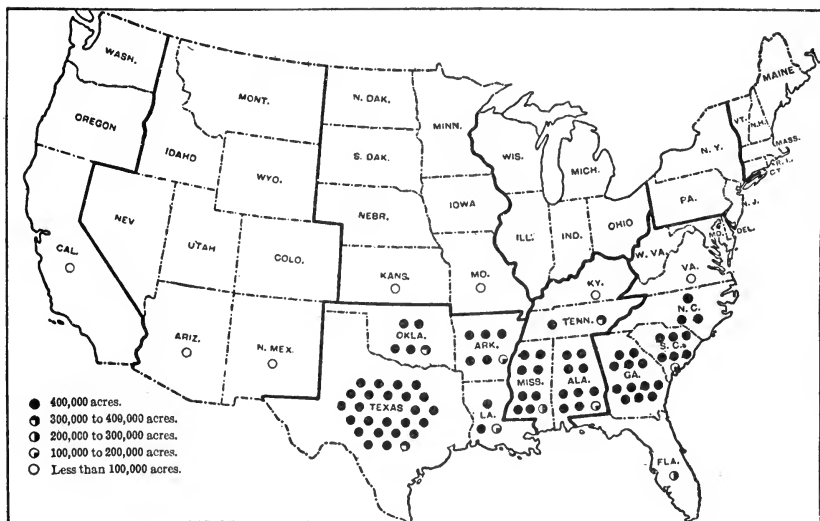 WASH.
OREGON
CAL.
NEV
IDAHO
MONT.
WYO.
UTAH
COLO.
ARIZ.
N. MEX.
N. DAK.
S. DAK.
NEBR.
KANS.
OKLA.
TEXAS
MINN.
IOWA
MO.
ARK.
LA.
WIS.
ILL.
MICH.
IND.
OHIO
KY.
TENN.
MISS.
ALA.
GA.
FLA.
S. C.
N. C.
VA.
W. VA.
PA.
N. Y.
MD.
DEL.
N. J.
VT.
N.H.
MAINE
MASS.
R. I.
CT
400,000 acres.
300,000 to 400,000 acres.
200,000 to 300,000 acres.
100,000 to 200,000 acres.
Less than 100,000 acres.